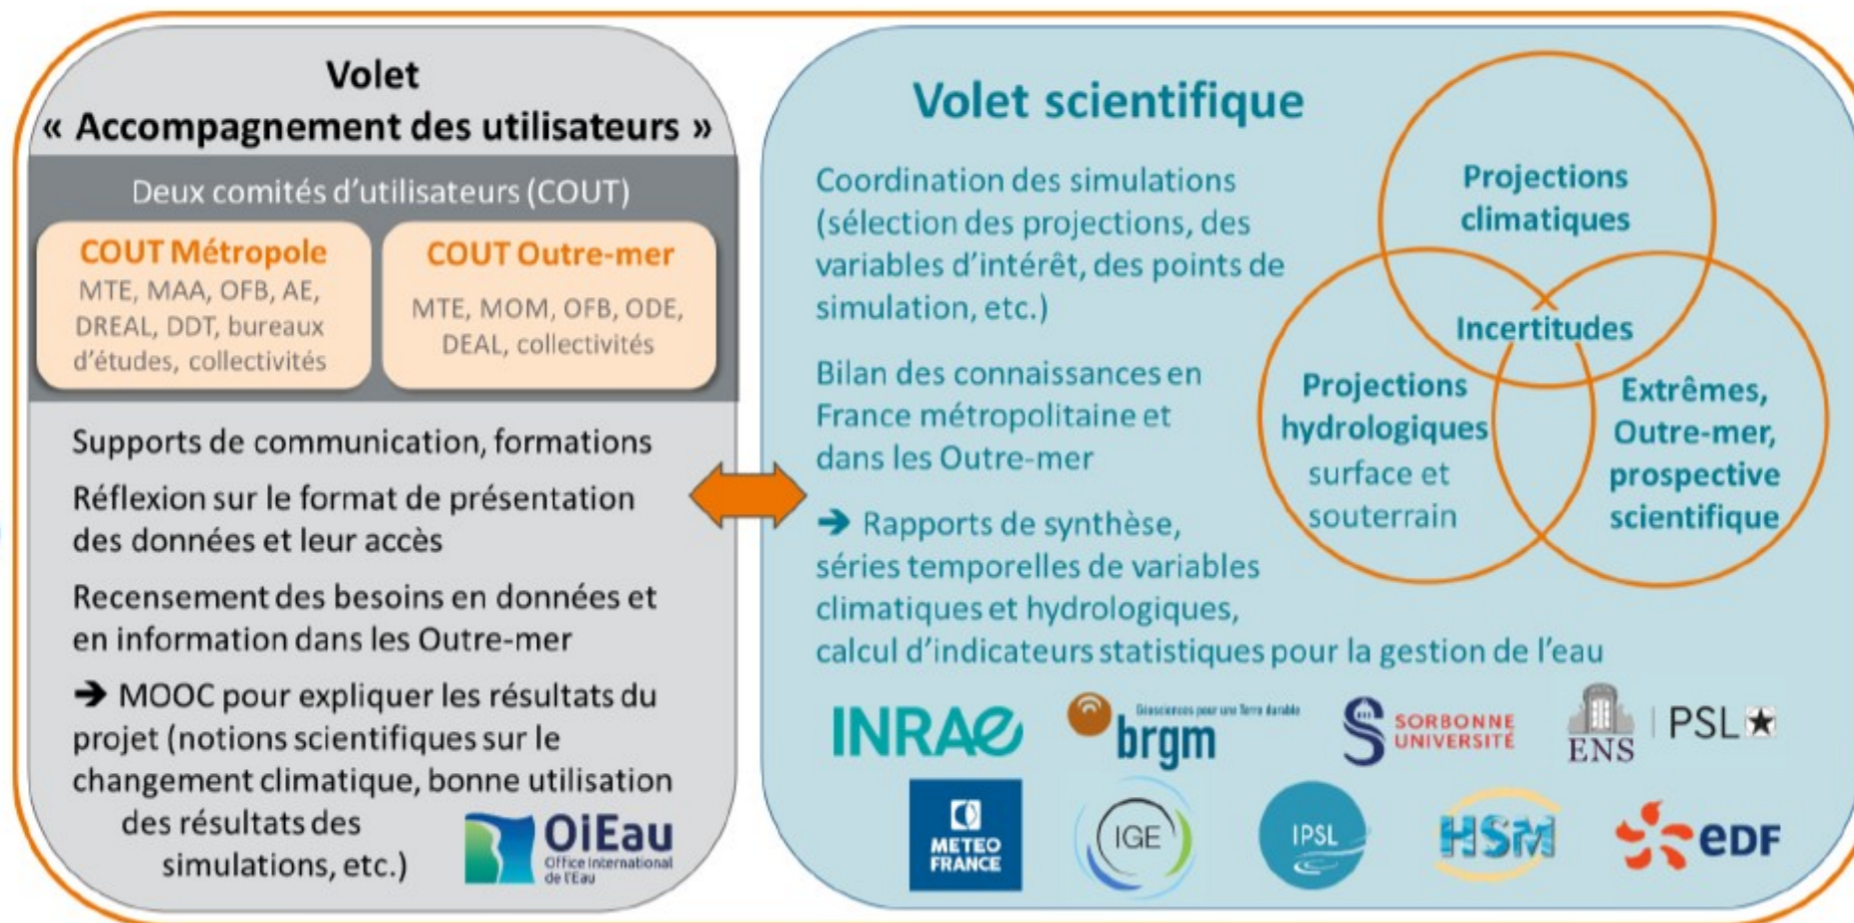 Volet
« Accompagnement des utilisateurs »
Deux comités d'utilisateurs (COUT)
COUT Métropole
MTE, MAA, OFB, AE,
DREAL, DDT, bureaux
d'études, collectivités
COUT Outre-mer
MTE, MOM, OFB, ODE,
DEAL, collectivités
Supports de communication, formations
Réflexion sur le format de présentation
des données et leur accès
Recensement des besoins en données et
en information dans les Outre-mer
➔ MOOC pour expliquer les résultats du
projet (notions scientifiques sur le
changement climatique, bonne utilisation
des résultats des
simulations, etc.)
OiEau
Office International
de l'Eau
Volet scientifique
Coordination des simulations
(sélection des projections, des
variables d'intérêt, des points de
simulation, etc.)
Bilan des connaissances en
France métropolitaine et
dans les Outre-mer
➔ Rapports de synthèse,
séries temporelles de variables
climatiques et hydrologiques,
calcul d'indicateurs statistiques pour la gestion de l'eau
Projections
climatiques
Incertitudes
Projections
hydrologiques
surface et
souterrain
Extrêmes,
Outre-mer,
prospective
scientifique
INRAE
Géosciences pour une Terre durable
brgm
SORBONNE
UNIVERSITÉ
ENS
PSL
METEO
FRANCE
IGE
IPSL
HSM
eDF